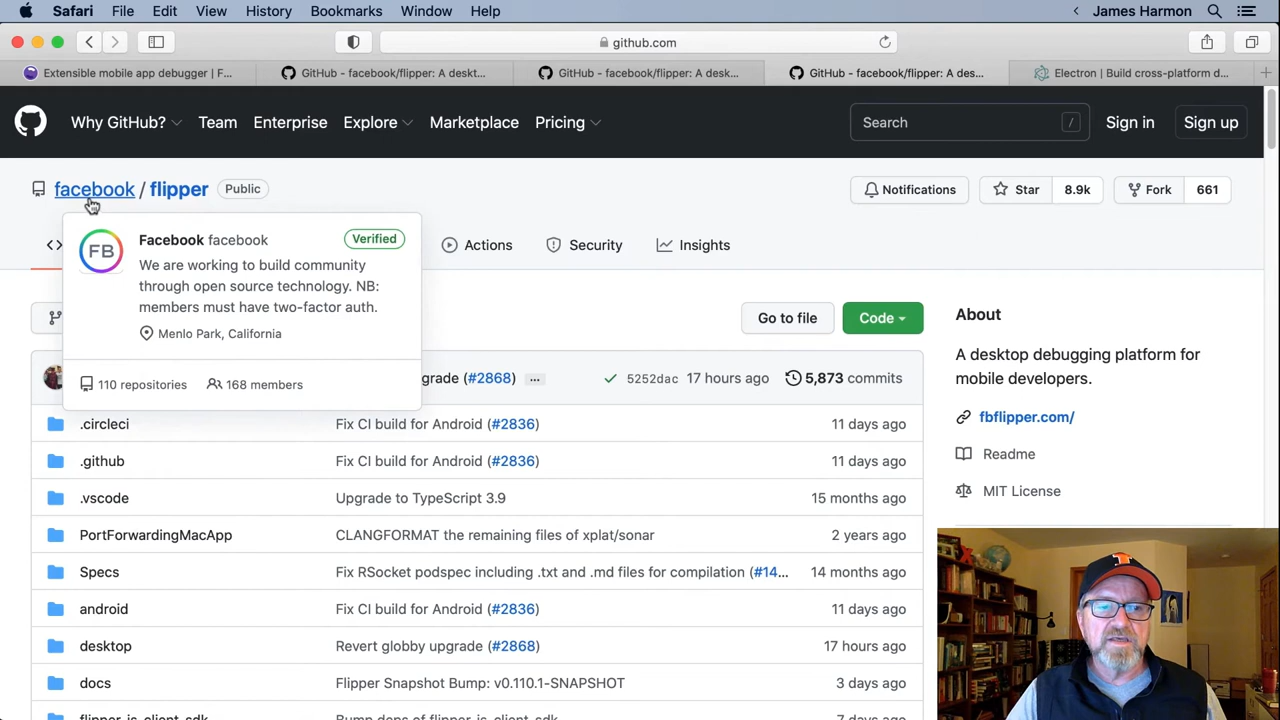 Safari File Edit View History Bookmarks Window Help James Harmon
github.com
Extensible mobile app debugger | F...
GitHub - facebook/flipper: A deskt...
GitHub - facebook/flipper: A desk...
GitHub - facebook/flipper: A des...
Electron | Build cross-platform d...
Why GitHub? Team Enterprise Explore Marketplace Pricing Search / Sign in Sign up
facebook / flipper Public
Notifications Star 8.9k Fork 661
Actions Security Insights
FB
Facebook facebook Verified
We are working to build community
through open source technology. NB:
members must have two-factor auth.
Menlo Park, California
110 repositories 168 members
Go to file Code
grade (#2868) ... 5252dac 17 hours ago 5,873 commits
.circleci Fix CI build for Android (#2836) 11 days ago
.github Fix CI build for Android (#2836) 11 days ago
.vscode Upgrade to TypeScript 3.9 15 months ago
PortForwardingMacApp CLANGFORMAT the remaining files of xplat/sonar 2 years ago
Specs Fix RSocket podspec including .txt and .md files for compilation (#14... 14 months ago
android Fix CI build for Android (#2836) 11 days ago
desktop Revert globby upgrade (#2868) 17 hours ago
docs Flipper Snapshot Bump: v0.110.1-SNAPSHOT 3 days ago
About
A desktop debugging platform for
mobile developers.
fbflipper.com/
Readme
MIT License